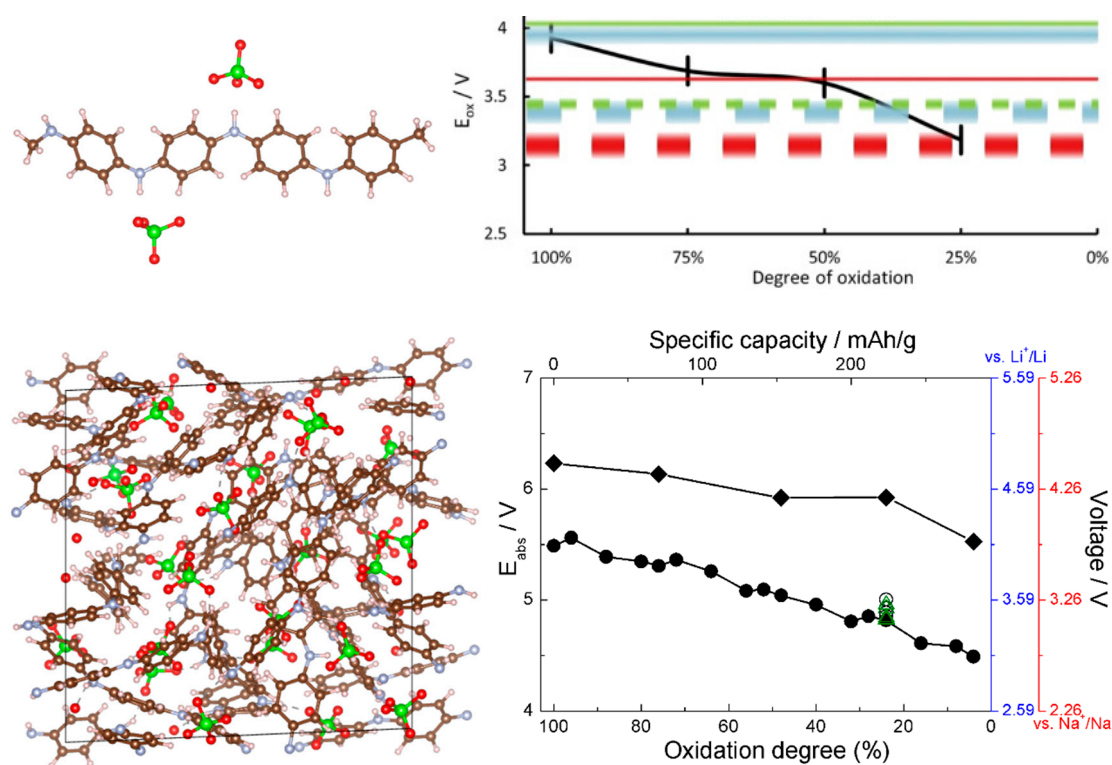 4
3.5
3
2.5
E_ox / V
100% 75% 50% 25% 0%
Degree of oxidation
Specific capacity / mAh/g
0 100 200
vs. Li⁺/Li
7
6
5
4
E_abs / V
5.59
4.59
3.59
2.59
5.26
4.26
3.26
2.26
Voltage / V
vs. Na⁺/Na
100 80 60 40 20 0
Oxidation degree (%)